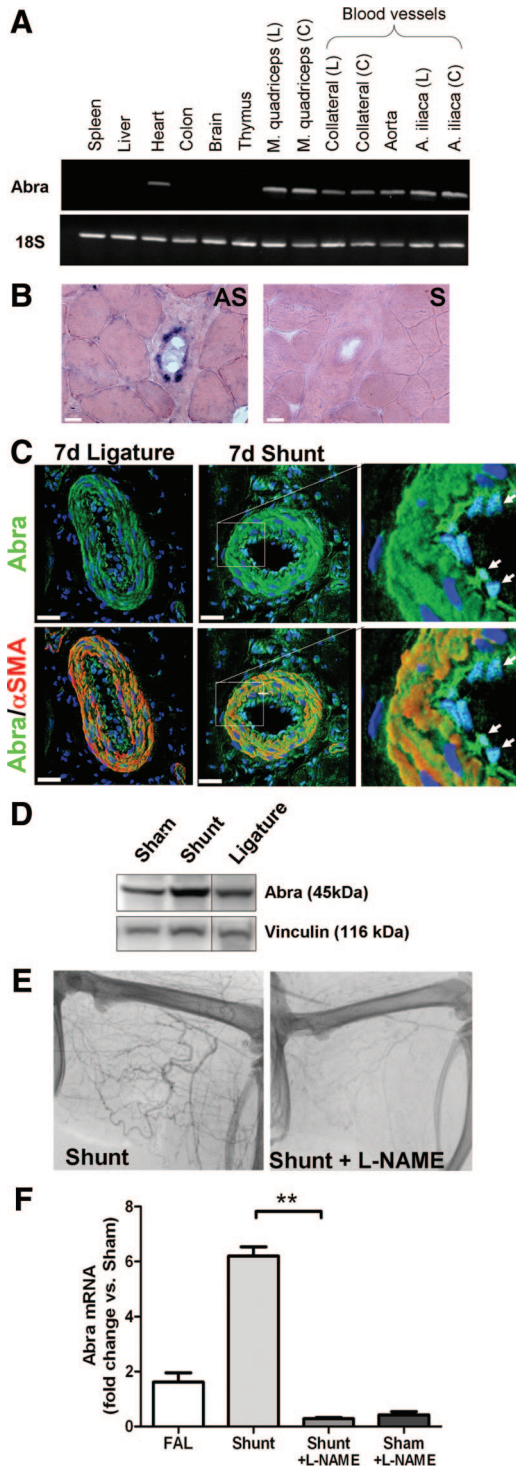 A
Blood vessels
Spleen
Liver
Heart
Colon
Brain
Thymus
M. quadriceps (L)
M. quadriceps (C)
Collateral (L)
Collateral (C)
Aorta
A. iliaca (L)
A. iliaca (C)
Abra
18S
B
AS
S
C
7d Ligature
7d Shunt
Abra
Abra/αSMA
D
Sham
Shunt
Ligature
Abra (45kDa)
Vinculin (116 kDa)
E
Shunt
Shunt + L-NAME
F
Abra mRNA
(fold change vs. Sham)
8
6
4
2
0
**
FAL
Shunt
Shunt
+L-NAME
Sham
+L-NAME